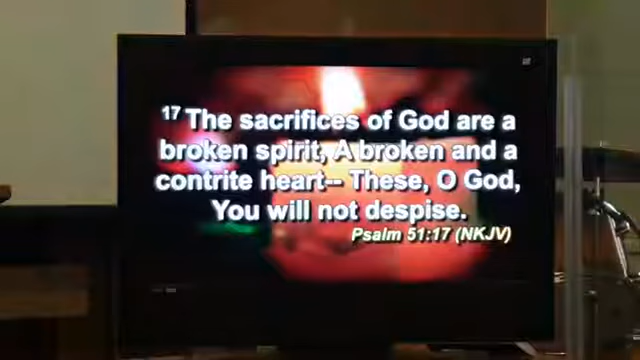 17 The sacrifices of God are a
broken spirit, A broken and a
contrite heart-- These, O God,
You will not despise.
Psalm 51:17 (NKJV)